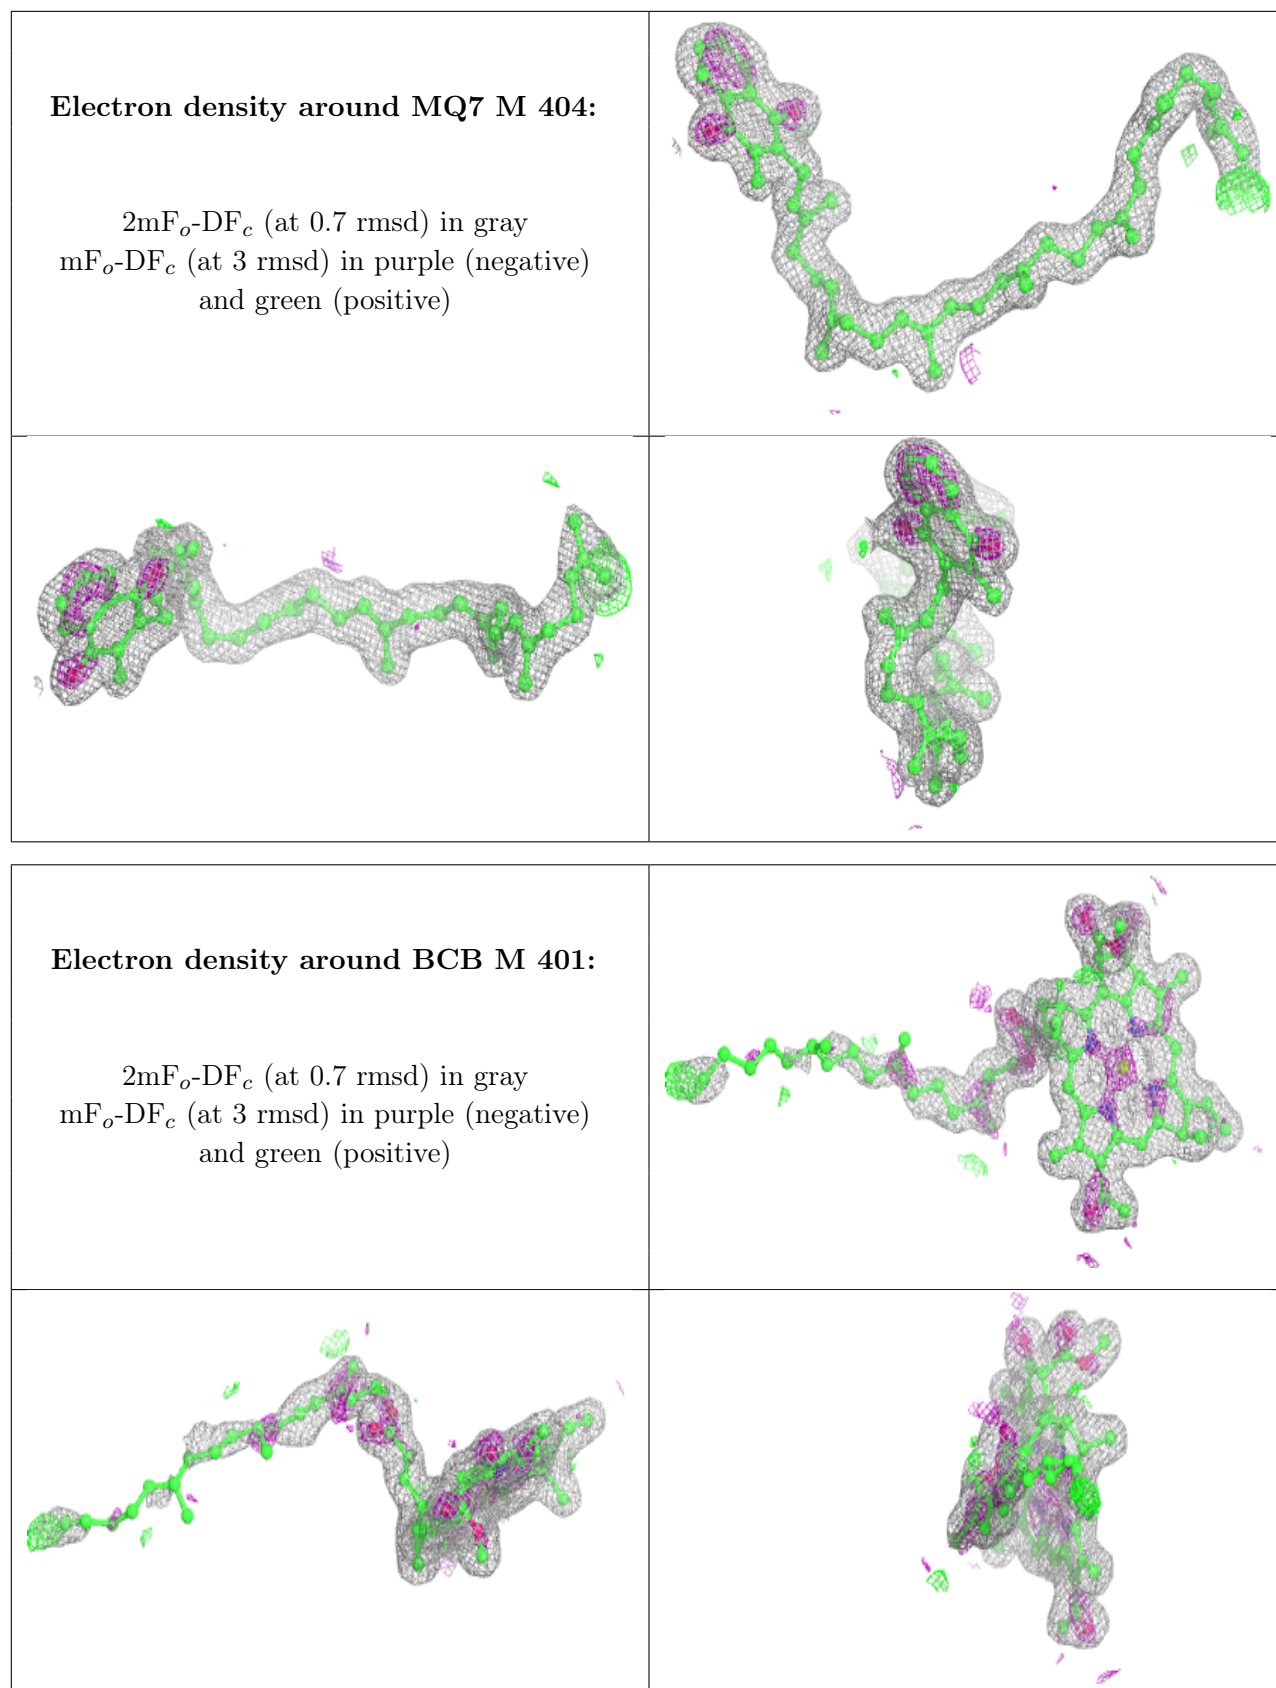 Electron density around MQ7 M 404:
2mFo-DFc (at 0.7 rmsd) in gray
mFo-DFc (at 3 rmsd) in purple (negative)
and green (positive)
Electron density around BCB M 401:
2mFo-DFc (at 0.7 rmsd) in gray
mFo-DFc (at 3 rmsd) in purple (negative)
and green (positive)